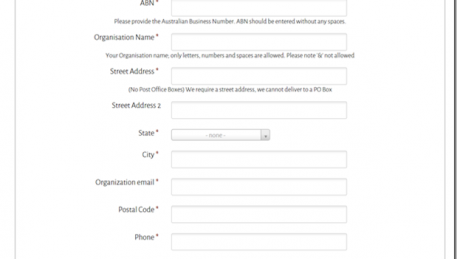 ABN *
Please provide the Australian Business Number. ABN should be entered without any spaces.
Organisation Name *
Your Organisation name; only letters, numbers and spaces are allowed. Please note '&' not allowed
Street Address *
(No Post Office Boxes) We require a street address, we cannot deliver to a PO Box
Street Address 2
State *
- none -
City *
Organization email *
Postal Code *
Phone *